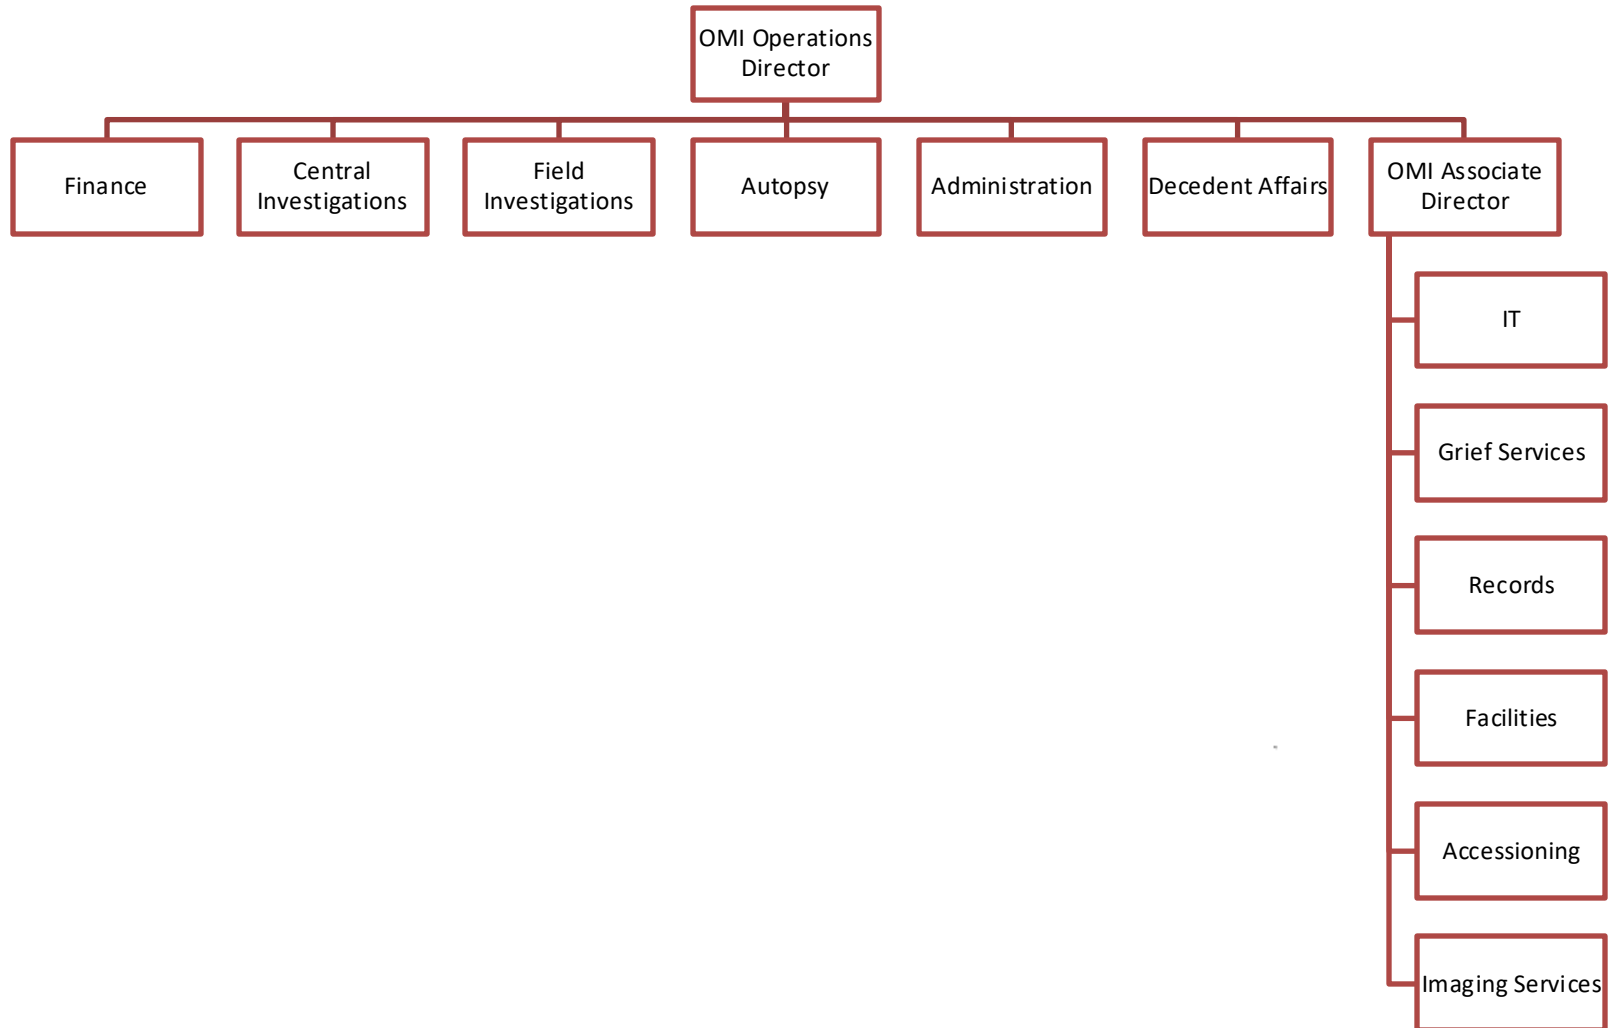 OMI Operations
Director
Finance
Central
Investigations
Field
Investigations
Autopsy
Administration
Decedent Affairs
OMI Associate
Director
IT
Grief Services
Records
Facilities
Accessioning
Imaging Services